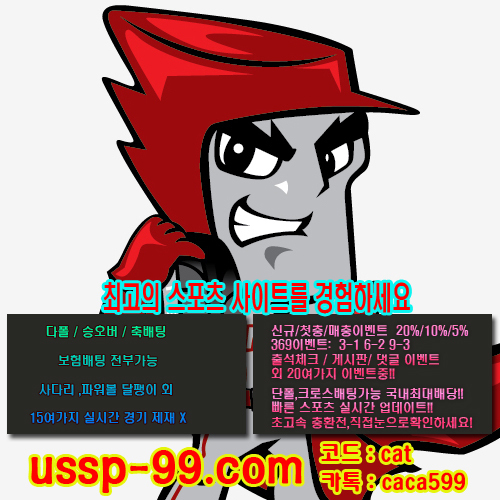 최고의 스포츠 사이트를 경험하세요
다폴 / 승오버 / 축배팅
보험배팅 전부가능
사다리 ,파워볼 달팽이 외
15여가지 실시간 경기 제재 X
신규/첫충/매충이벤트 20%/10%/5%
369이벤트: 3-1 6-2 9-3
출석체크 / 게시판/ 댓글 이벤트
외 20여가지 이벤트중!!
단폴,크로스배팅가능 국내최대배당!!
빠른 스포츠 실시간 업데이트!!
초고속 충환전,직접눈으로확인하세요!
ussp-99.com
코드 : cat
카톡 : caca599